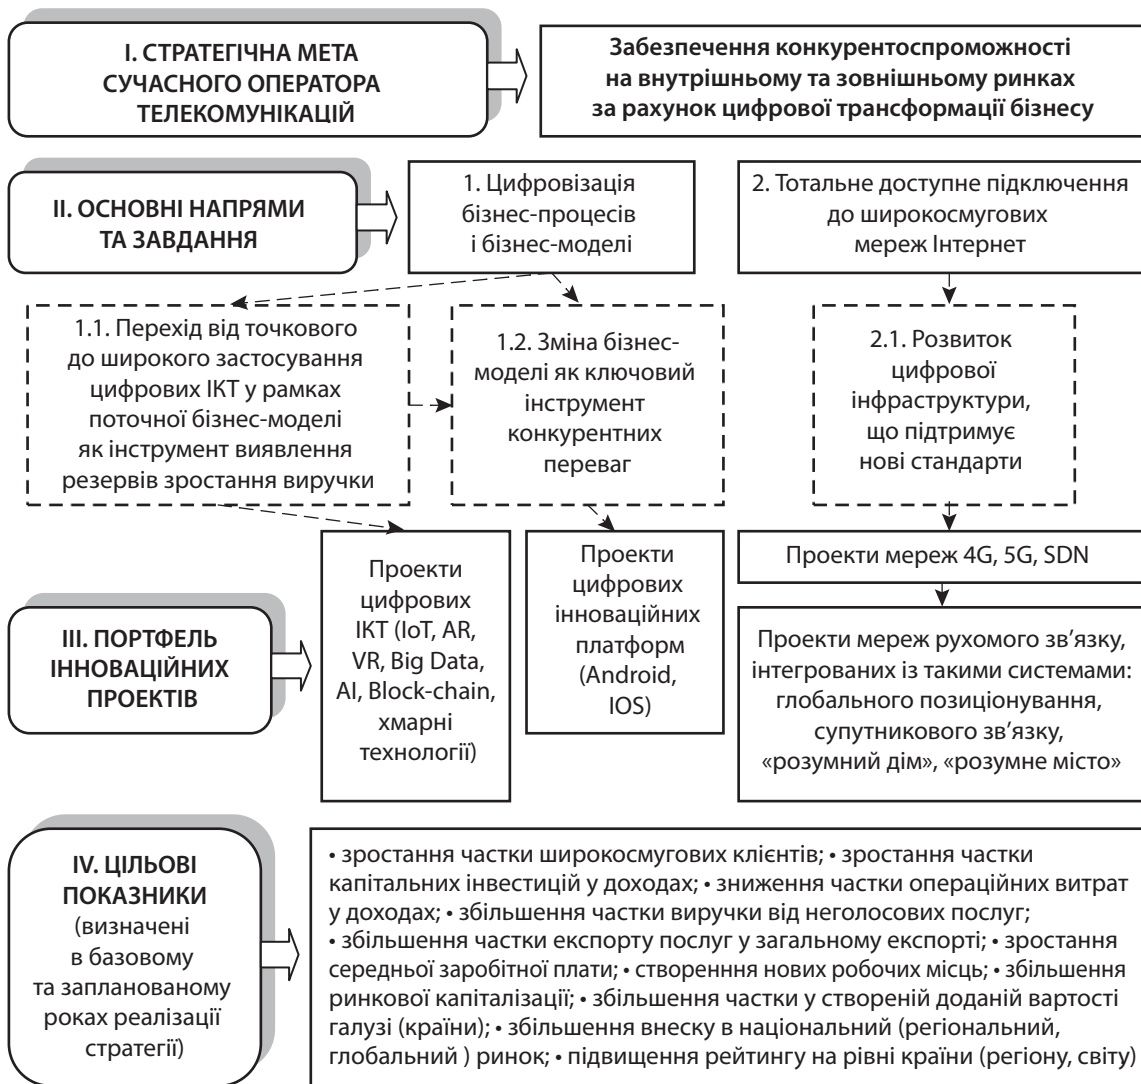 І. СТРАТЕГІЧНА МЕТА
СУЧАСНОГО ОПЕРАТОРА
ТЕЛЕКОМУНІКАЦІЙ
Забезпечення конкурентоспроможності
на внутрішньому та зовнішньому ринках
за рахунок цифрової трансформації бізнесу
ІІ. ОСНОВНІ НАПРЯМИ
ТА ЗАВДАННЯ
1. Цифровізація
бізнес-процесів
і бізнес-моделі
2. Тотальне доступне підключення
до широкосмугових
мереж Інтернет
1.1. Перехід від точкового
до широкого застосування
цифрових ІКТ у рамках
поточної бізнес-моделі
як інструмент виявлення
резервів зростання виручки
1.2. Зміна бізнес-
моделі як ключовий
інструмент
конкурентних
переваг
2.1. Розвиток
цифрової
інфраструктури,
що підтримує
нові стандарти
ІІІ. ПОРТФЕЛЬ
ІННОВАЦІЙНИХ
ПРОЕКТІВ
Проекти
цифрових
ІКТ (IoT, AR,
VR, Big Data,
AI, Block-chain,
хмарні
технології)
Проекти
цифрових
інноваційних
платформ
(Android,
IOS)
Проекти мереж 4G, 5G, SDN
Проекти мереж рухомого зв’язку,
інтегрованих із такими системами:
глобального позиціонування,
супутникового зв’язку,
«розумний дім», «розумне місто»
IV. ЦІЛЬОВІ
ПОКАЗНИКИ
(визначені
в базовому
та запланованому
роках реалізації
стратегії)
• зростання частки широкосмугових клієнтів; • зростання частки
капітальних інвестицій у доходах; • зниження частки операційних витрат
у доходах; • збільшення частки виручки від неголосових послуг;
• збільшення частки експорту послуг у загальному експорті; • зростання
середньої заробітної плати; • створенння нових робочих місць; • збільшення
ринкової капіталізації; • збільшення частки у створеній доданій вартості
галузі (країни); • збільшення внеску в національний (регіональний,
глобальний ) ринок; • підвищення рейтингу на рівні країни (регіону, світу)